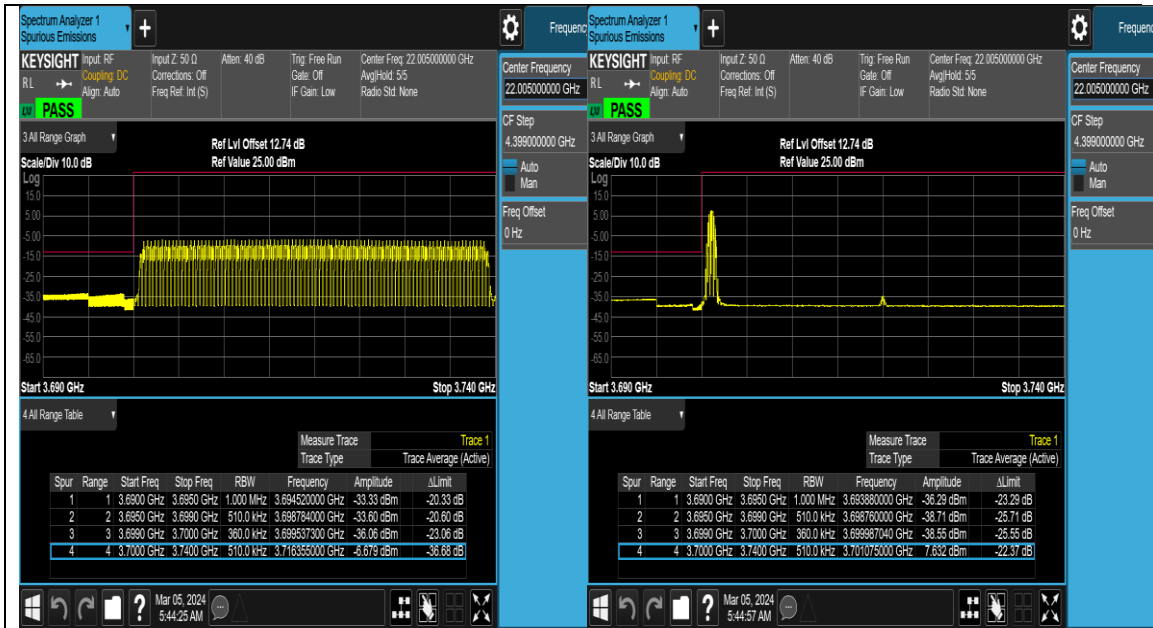 Spectrum Analyzer 1
Spurious Emissions
+
Frequenc
KEYSIGHT
Input: RF
Coupling: DC
Align: Auto
Input Z: 50 Ω
Corrections: Off
Freq Ref: Int (S)
Atten: 40 dB
Trig: Free Run
Gate: Off
IF Gain: Low
Center Freq: 22.005000000 GHz
Avg|Hold: 5/5
Radio Std: None
RL
LNI PASS
Center Frequency
22.005000000 GHz
CF Step
4.399000000 GHz
Auto
Man
Freq Offset
0 Hz
3 All Range Graph
Ref Lvl Offset 12.74 dB
Scale/Div 10.0 dB
Ref Value 25.00 dBm
Log
15.0
5.00
-5.00
-15.0
-25.0
-35.0
-45.0
-55.0
-65.0
Start 3.690 GHz
Stop 3.740 GHz
4 All Range Table
Measure Trace Trace 1
Trace Type Trace Average (Active)
Spur Range Start Freq Stop Freq RBW Frequency Amplitude ΔLimit
1 1 3.6900 GHz 3.6950 GHz 1.000 MHz 3.694520000 GHz -33.33 dBm -20.33 dB
2 2 3.6950 GHz 3.6990 GHz 510.0 kHz 3.698784000 GHz -33.60 dBm -20.60 dB
3 3 3.6990 GHz 3.7000 GHz 360.0 kHz 3.699537300 GHz -36.06 dBm -23.06 dB
4 4 3.7000 GHz 3.7400 GHz 510.0 kHz 3.716355000 GHz -6.679 dBm -36.68 dB
?
Mar 05, 2024
5:44:25 AM
Spectrum Analyzer 1
Spurious Emissions
+
Frequenc
KEYSIGHT
Input: RF
Coupling: DC
Align: Auto
Input Z: 50 Ω
Corrections: Off
Freq Ref: Int (S)
Atten: 40 dB
Trig: Free Run
Gate: Off
IF Gain: Low
Center Freq: 22.005000000 GHz
Avg|Hold: 5/5
Radio Std: None
RL
LNI PASS
Center Frequency
22.005000000 GHz
CF Step
4.399000000 GHz
Auto
Man
Freq Offset
0 Hz
3 All Range Graph
Ref Lvl Offset 12.74 dB
Scale/Div 10.0 dB
Ref Value 25.00 dBm
Log
15.0
5.00
-5.00
-15.0
-25.0
-35.0
-45.0
-55.0
-65.0
Start 3.690 GHz
Stop 3.740 GHz
4 All Range Table
Measure Trace Trace 1
Trace Type Trace Average (Active)
Spur Range Start Freq Stop Freq RBW Frequency Amplitude ΔLimit
1 1 3.6900 GHz 3.6950 GHz 1.000 MHz 3.693880000 GHz -36.29 dBm -23.29 dB
2 2 3.6950 GHz 3.6990 GHz 510.0 kHz 3.698760000 GHz -38.71 dBm -25.71 dB
3 3 3.6990 GHz 3.7000 GHz 360.0 kHz 3.699987040 GHz -38.55 dBm -25.55 dB
4 4 3.7000 GHz 3.7400 GHz 510.0 kHz 3.701075000 GHz 7.632 dBm -22.37 dB
?
Mar 05, 2024
5:44:57 AM